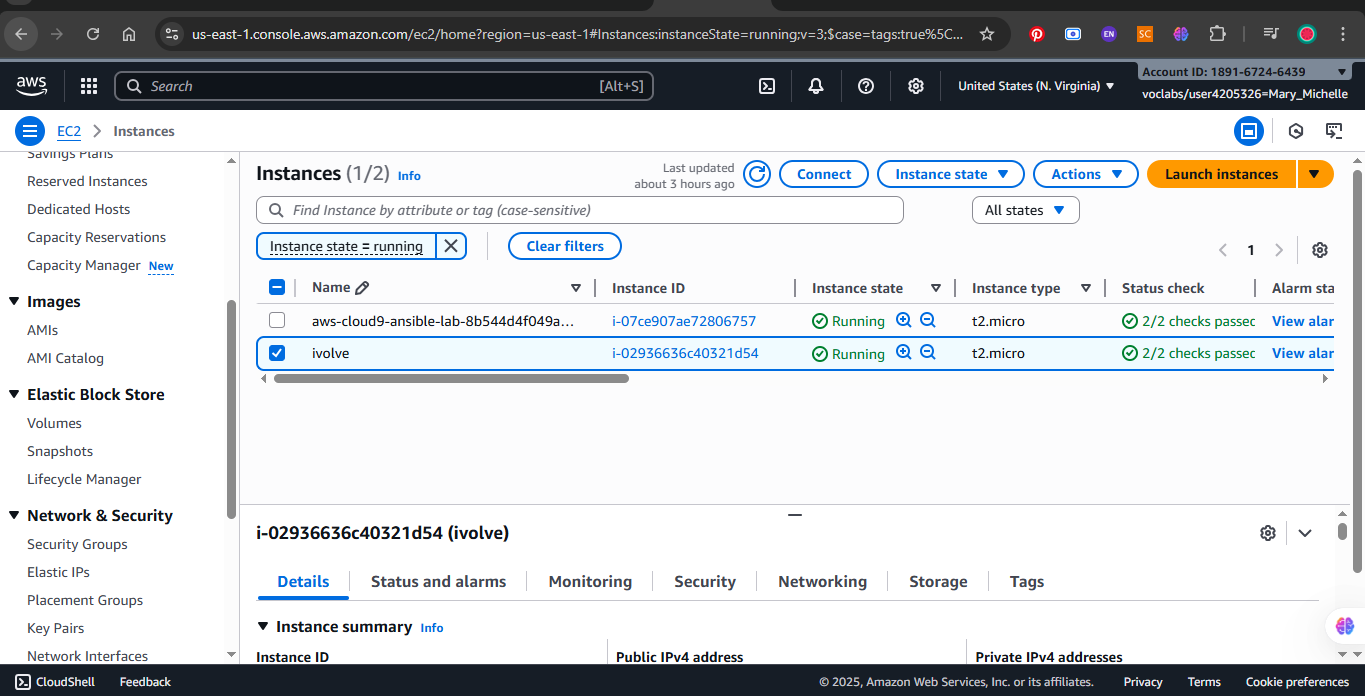 us-east-1.console.aws.amazon.com/ec2/home?region=us-east-1#Instances:instanceState=running;v=3;$case=tags:true%5C...
EN
SC
aws
Search [Alt+S]
United States (N. Virginia)
Account ID: 1891-6724-6439
voclabs/user4205326=Mary_Michelle
EC2 > Instances
Savings Plans
Reserved Instances
Dedicated Hosts
Capacity Reservations
Capacity Manager New
Images
AMIs
AMI Catalog
Elastic Block Store
Volumes
Snapshots
Lifecycle Manager
Network & Security
Security Groups
Elastic IPs
Placement Groups
Key Pairs
Network Interfaces
Instances (1/2) Info
Last updated
about 3 hours ago
Connect
Instance state
Actions
Launch instances
Find Instance by attribute or tag (case-sensitive)
All states
Instance state = running
Clear filters
1
Name Instance ID Instance state Instance type Status check Alarm sta
aws-cloud9-ansible-lab-8b544d4f049a... i-07ce907ae72806757 Running t2.micro 2/2 checks passed View alar
ivolve i-02936636c40321d54 Running t2.micro 2/2 checks passed View alar
i-02936636c40321d54 (ivolve)
Details Status and alarms Monitoring Security Networking Storage Tags
Instance summary Info
Instance ID Public IPv4 address Private IPv4 addresses
CloudShell Feedback © 2025, Amazon Web Services, Inc. or its affiliates. Privacy Terms Cookie preferences